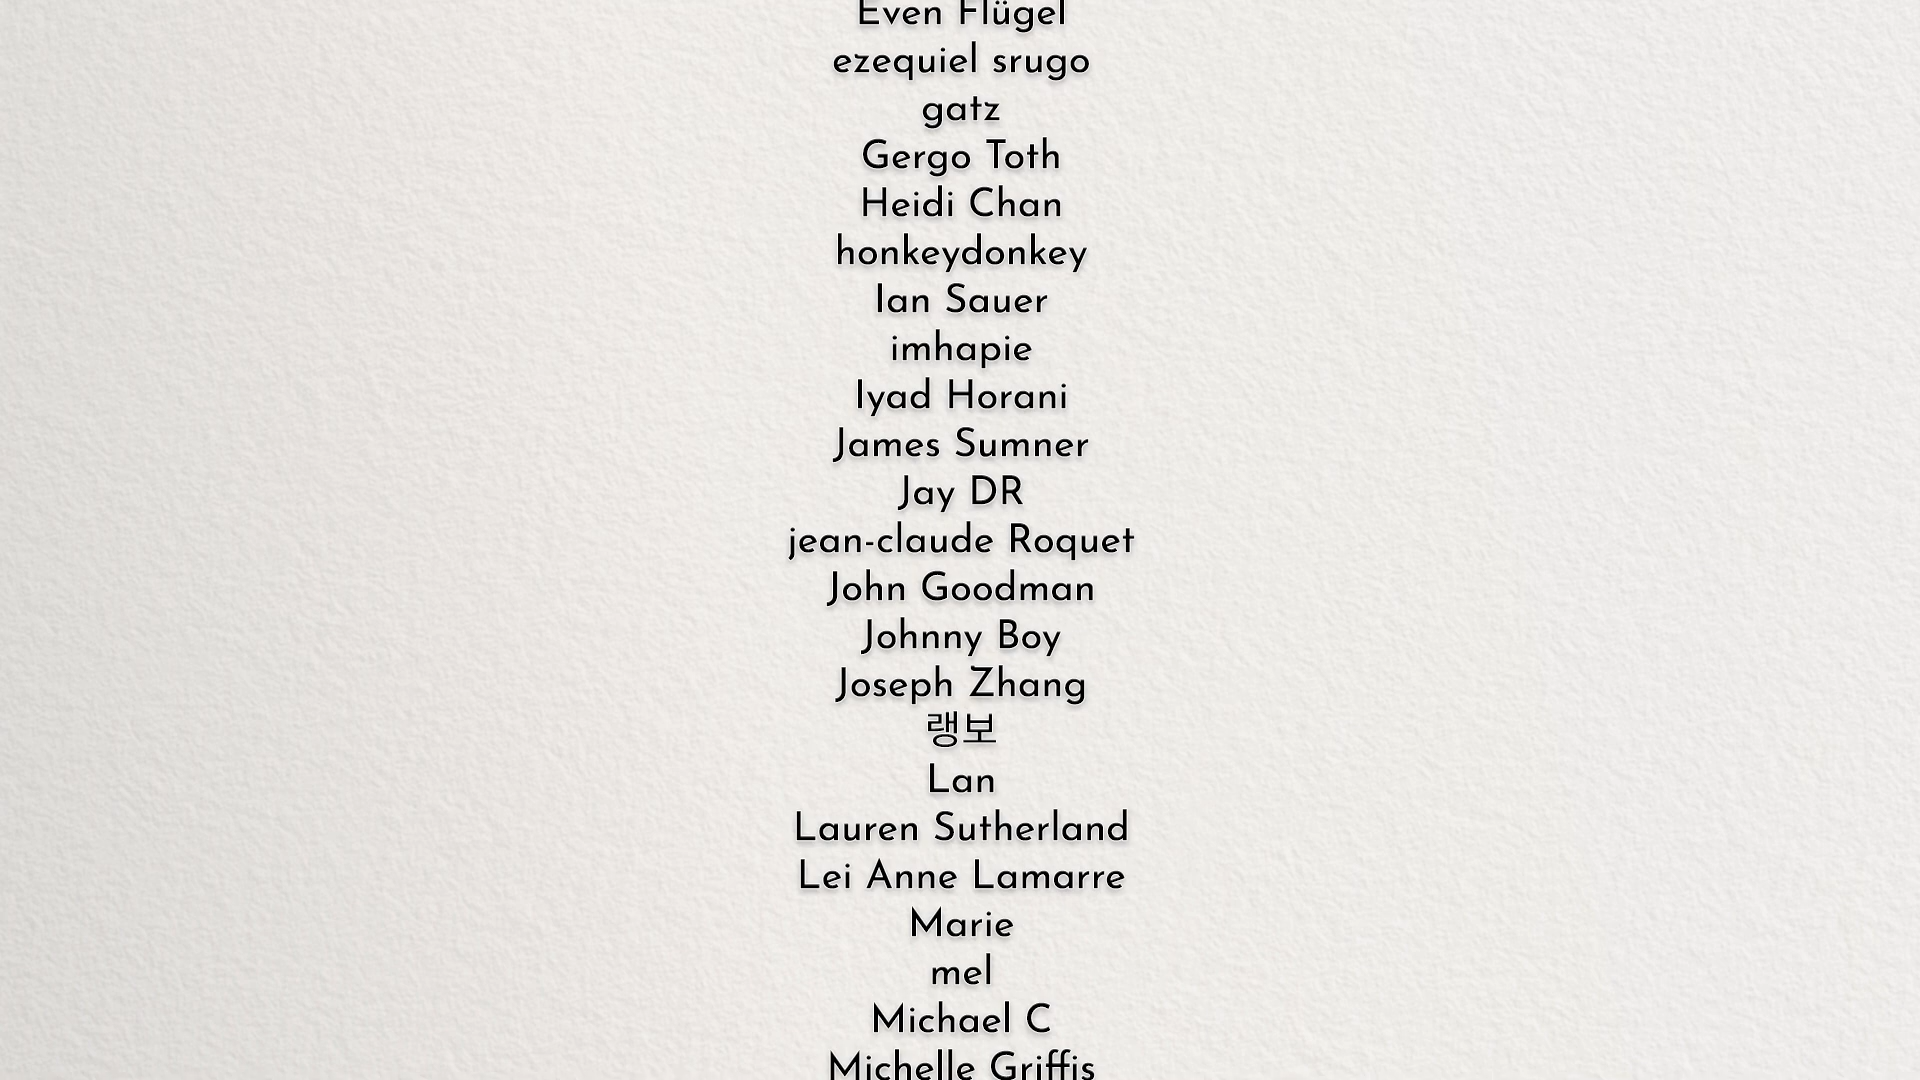 Even Flügel
ezequiel srugo
gatz
Gergo Toth
Heidi Chan
honkeydonkey
Ian Sauer
imhapie
Iyad Horani
James Sumner
Jay DR
jean-claude Roquet
John Goodman
Johnny Boy
Joseph Zhang
랭보
Lan
Lauren Sutherland
Lei Anne Lamarre
Marie
mel
Michael C
Michelle Griffis